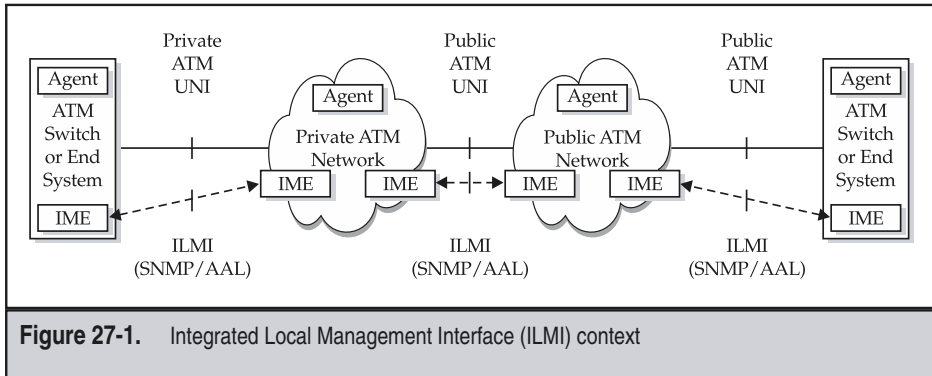 Private
ATM
UNI
Public
ATM
UNI
Public
ATM
UNI
Agent
ATM
Switch
or End
System
IME
Agent
Private ATM
Network
IME
IME
Agent
Public ATM
Network
IME
IME
Agent
ATM
Switch
or End
System
IME
ILMI
(SNMP/AAL)
ILMI
(SNMP/AAL)
ILMI
(SNMP/AAL)
Figure 27-1. Integrated Local Management Interface (ILMI) context